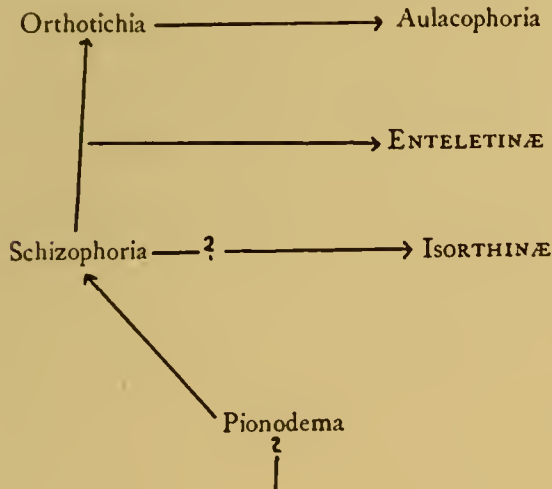 Orthotichia Aulacophoria
ENTELETINÆ
Schizophoria ? ISORTHINÆ
Pionodema
?